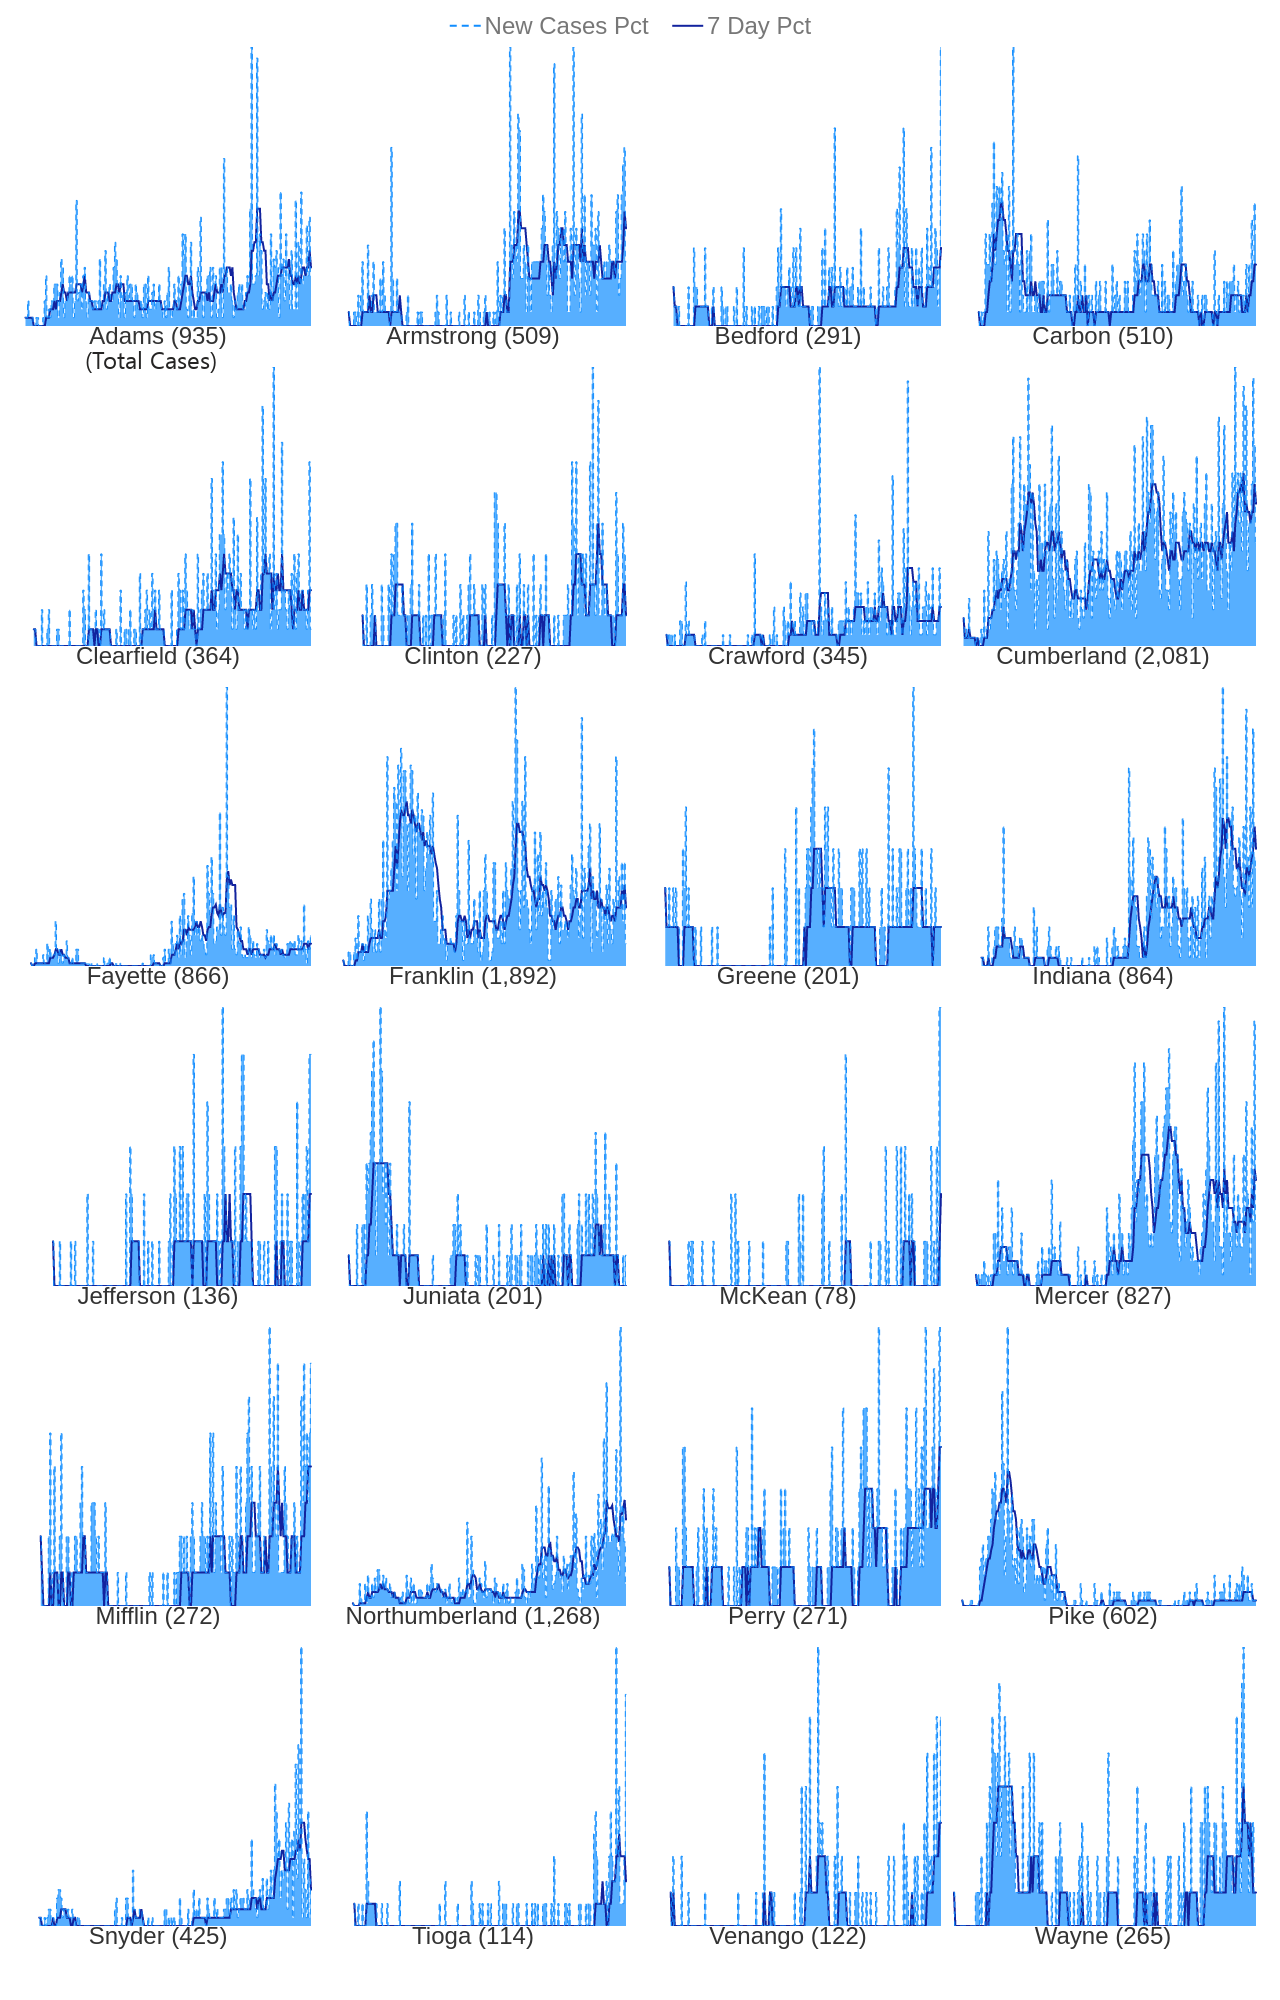 New Cases Pct 7 Day Pct
Adams (935) Armstrong (509) Bedford (291) Carbon (510)
(Total Cases)
Clearfield (364) Clinton (227) Crawford (345) Cumberland (2,081)
Fayette (866) Franklin (1,892) Greene (201) Indiana (864)
Jefferson (136) Juniata (201) McKean (78) Mercer (827)
Mifflin (272) Northumberland (1,268) Perry (271) Pike (602)
Snyder (425) Tioga (114) Venango (122) Wayne (265)